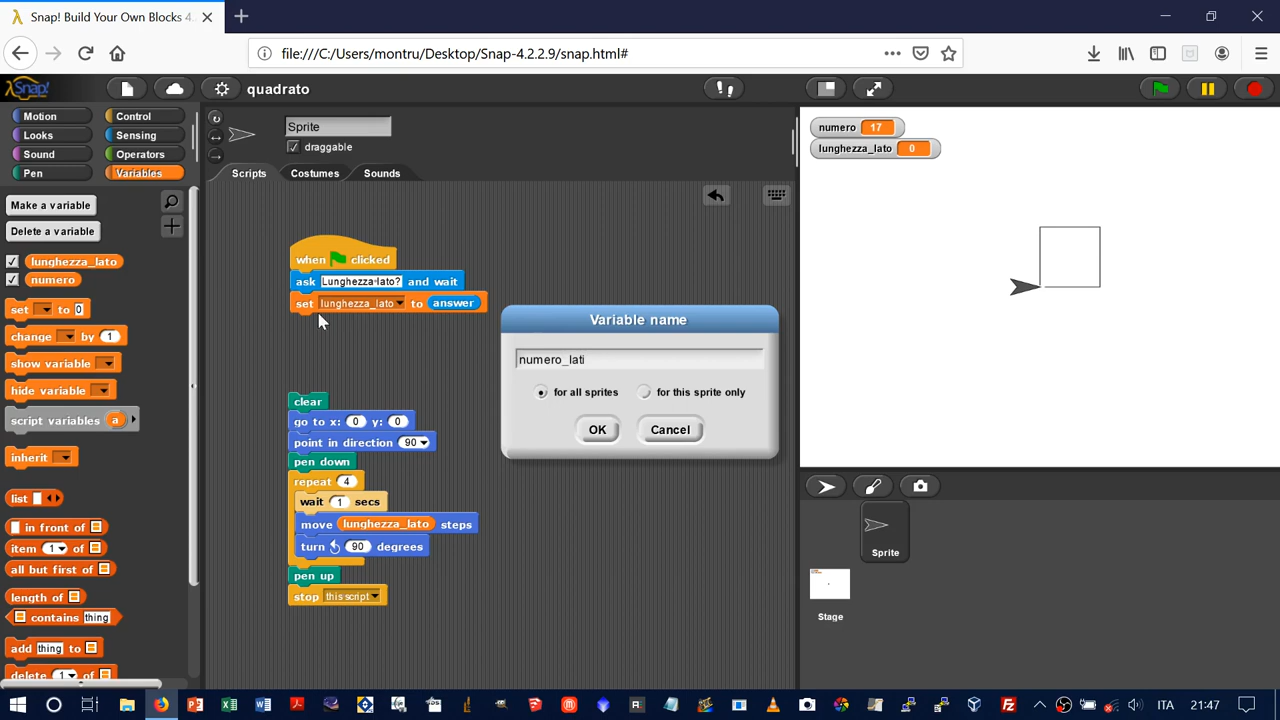 Snap! Build Your Own Blocks 4.
file:///C:/Users/montru/Desktop/Snap-4.2.2.9/snap.html#
Snap!
quadrato
Motion
Control
Looks
Sensing
Sound
Operators
Pen
Variables
Make a variable
Delete a variable
lunghezza_lato
numero
set to 0
change by 1
show variable
hide variable
script variables a
inherit
list
in front of
item 1 of
all but first of
length of
contains thing
add thing to
delete 1 of
Sprite
draggable
Scripts Costumes Sounds
when clicked
ask Lunghezza lato? and wait
set lunghezza_lato to answer
clear
go to x: 0 y: 0
point in direction 90
pen down
repeat 4
wait 1 secs
move lunghezza_lato steps
turn 90 degrees
pen up
stop this script
Variable name
numero_lati
for all sprites for this sprite only
OK Cancel
numero 17
lunghezza_lato 0
Sprite
Stage
ITA 21:47